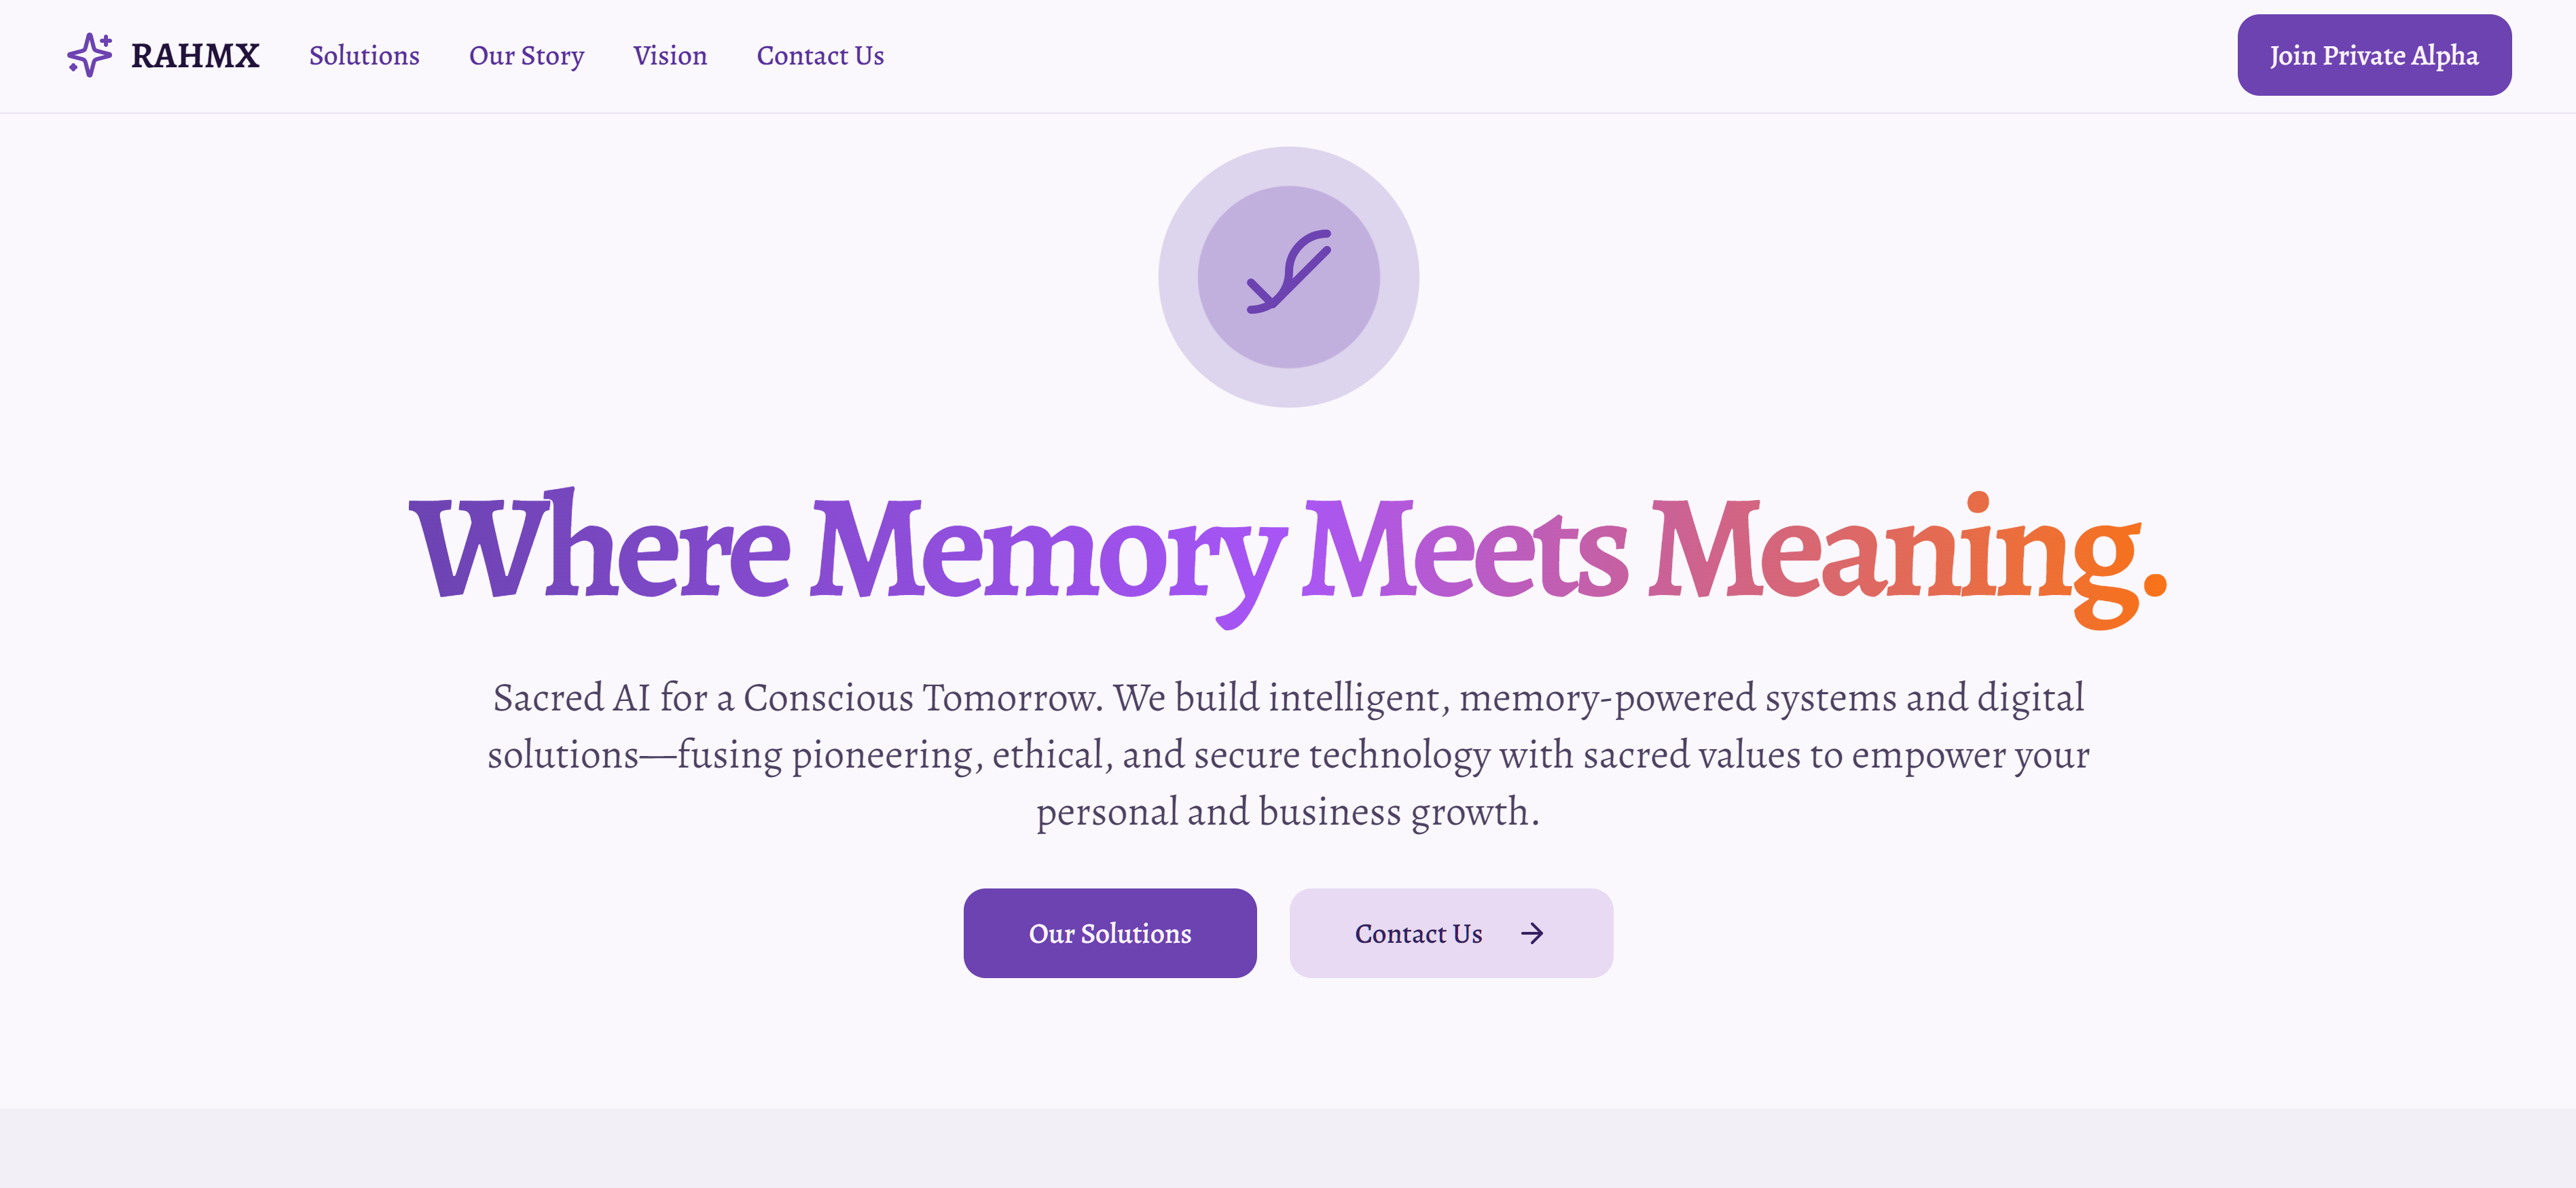 RAHMX
Solutions
Our Story
Vision
Contact Us
Join Private Alpha
Where Memory Meets Meaning.
Sacred AI for a Conscious Tomorrow. We build intelligent, memory-powered systems and digital
solutions—fusing pioneering, ethical, and secure technology with sacred values to empower your
personal and business growth.
Our Solutions
Contact Us